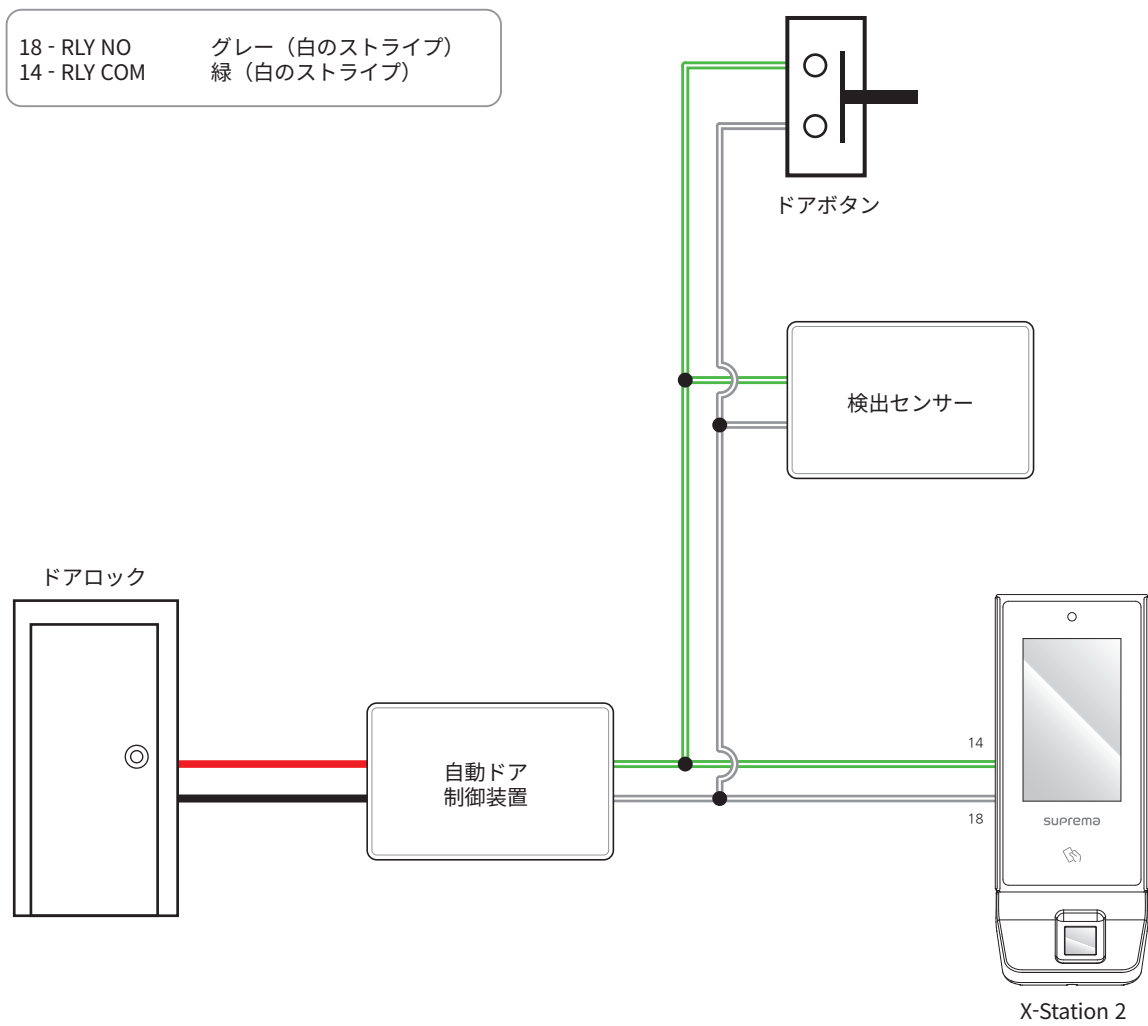 18 - RLY NO グレー（白のストライプ）
14 - RLY COM 緑（白のストライプ）
ドアボタン
検出センサー
ドアロック
自動ドア
制御装置
14
18
suprema
X-Station 2